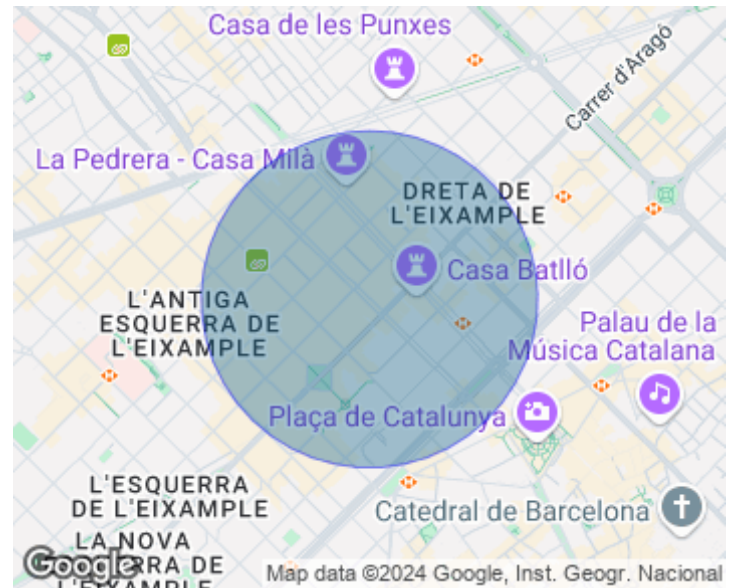 Casa de les Punxes
Carrer d'Aragó
La Pedrera - Casa Milà
DRETA DE
L'EIXAMPLE
Casa Batlló
L'ANTIGA
ESQUERRA DE
L'EIXAMPLE
Palau de la
Música Catalana
Plaça de Catalunya
L'ESQUERRA
DE L'EIXAMPLE
Catedral de Barcelona
LA NOVA
DE
Google
Map data ©2024 Google, Inst. Geogr. Nacional